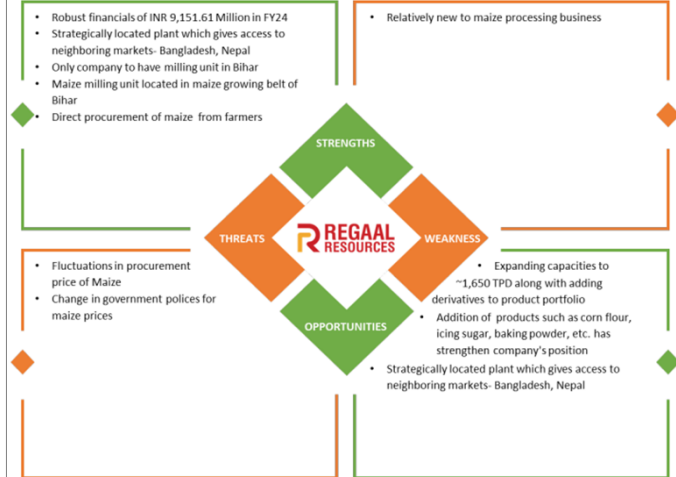 • Robust financials of INR 9,151.61 Million in FY24
• Strategically located plant which gives access to
neighboring markets- Bangladesh, Nepal
• Only company to have milling unit in Bihar
• Maize milling unit located in maize growing belt of
Bihar
• Direct procurement of maize from farmers
• Relatively new to maize processing business
STRENGTHS
THREATS
REGAAL
RESOURCES
WEAKNESS
OPPORTUNITIES
• Fluctuations in procurement
price of Maize
• Change in government polices for
maize prices
• Expanding capacities to
~1,650 TPD along with adding
derivatives to product portfolio
• Addition of products such as corn flour,
icing sugar, baking powder, etc. has
strengthen company's position
• Strategically located plant which gives access to
neighboring markets- Bangladesh, Nepal